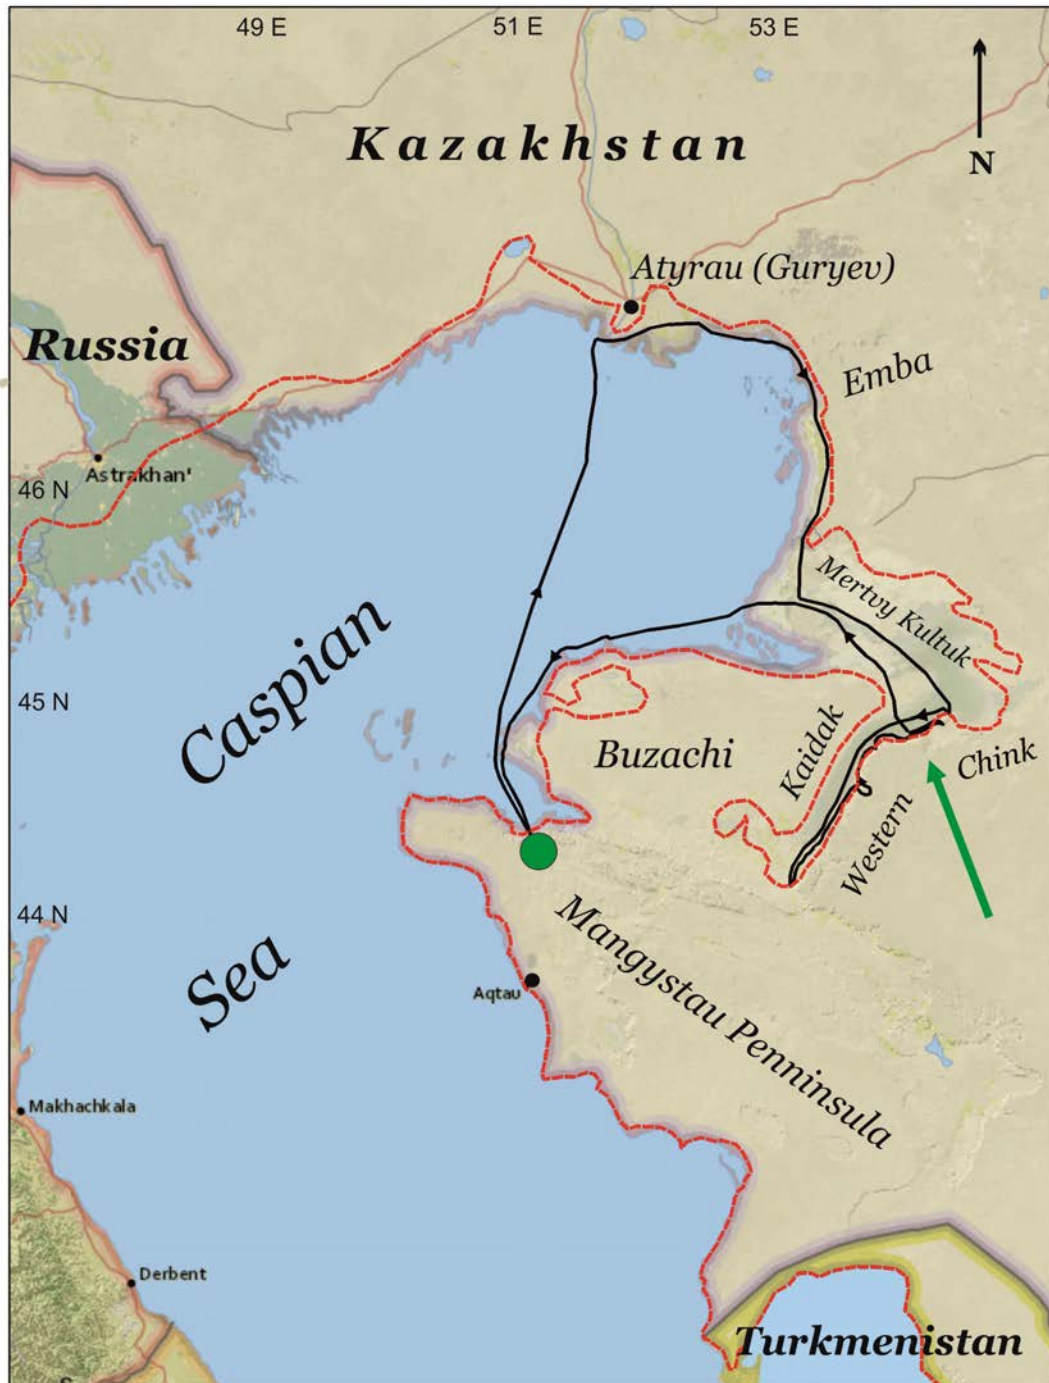 49 E
51 E
53 E
Kazakhstan
N
Atyrau (Guryev)
Russia
Emba
Astrakhan'
46 N
Mertvy Kultuk
Caspian
45 N
Buzachi
Kaidak
Chink
Western
44 N
Mangystau Penninsula
Sea
Aqtau
Makhachkala
Derbent
Turkmenistan